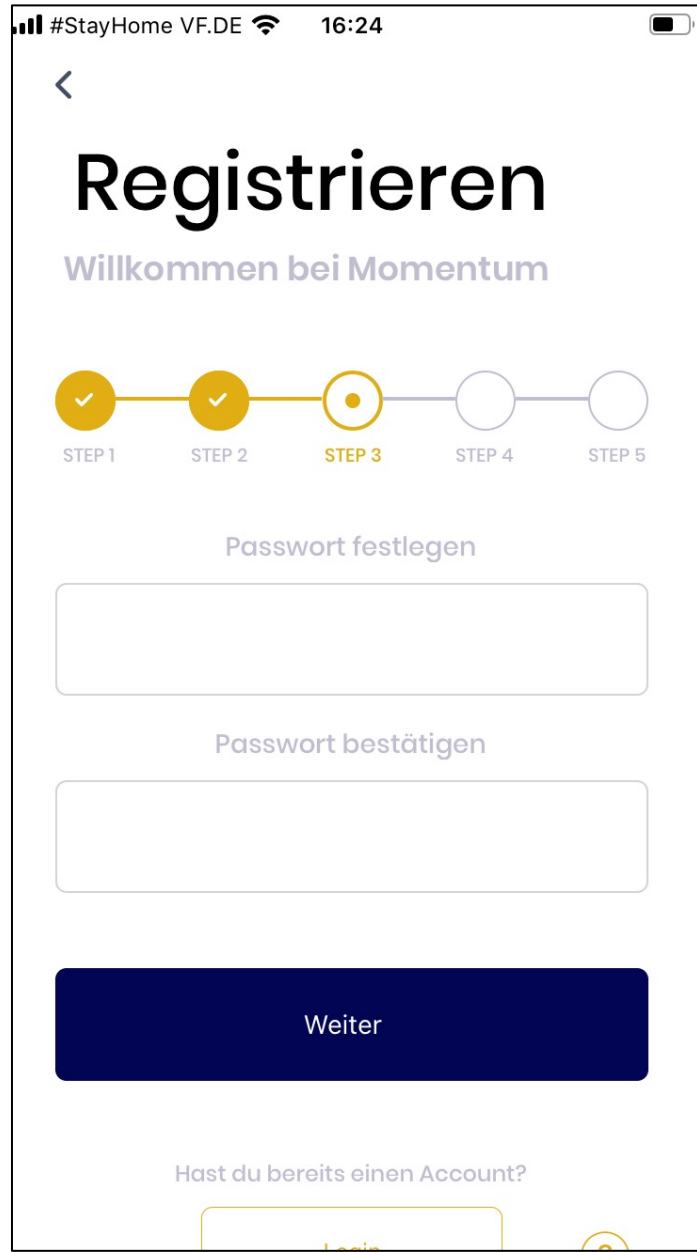 #StayHome VF.DE 16:24
Registrieren
Willkommen bei Momentum
STEP 1 STEP 2 STEP 3 STEP 4 STEP 5
Passwort festlegen
Passwort bestätigen
Weiter
Hast du bereits einen Account?
Login